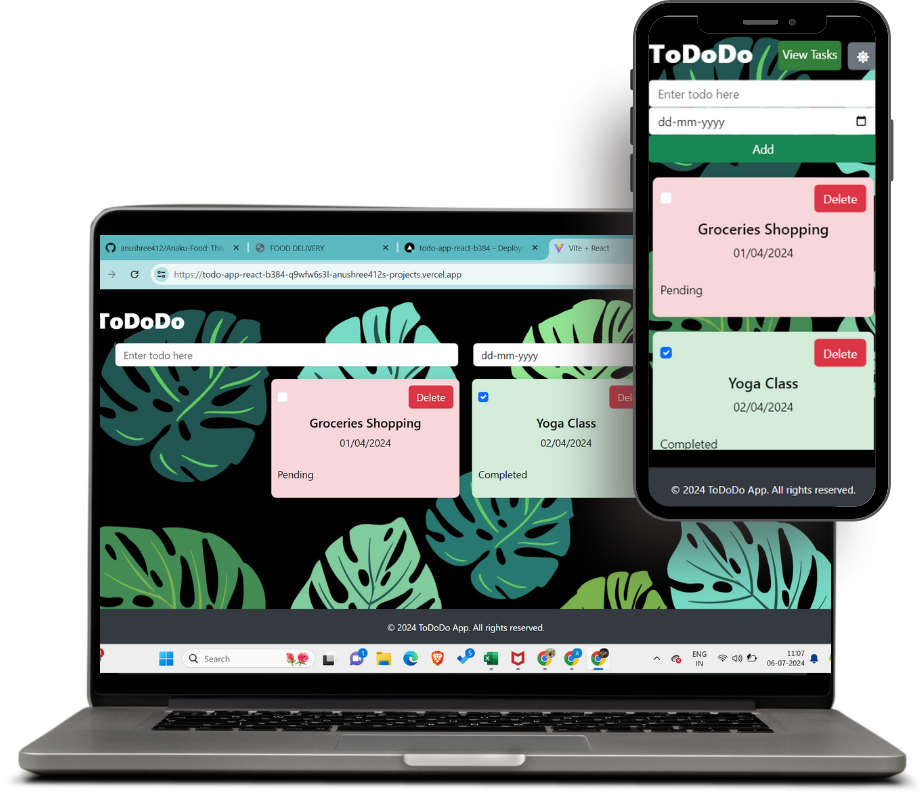 ToDoDo
View Tasks
Enter todo here
dd-mm-yyyy
Add
Delete
Groceries Shopping
01/04/2024
Pending
Delete
Yoga Class
02/04/2024
Completed
© 2024 ToDoDo App. All rights reserved.
anushree412/Anaku-Food: Thin
FOOD DELIVERY
todo-app-react-b384 – Deploy
Vite + React
https://todo-app-react-b384-q9wfw6s3l-anushree412s-projects.vercel.app
ToDoDo
Enter todo here
dd-mm-yyyy
Delete
Groceries Shopping
01/04/2024
Pending
Del
Yoga Class
02/04/2024
Completed
© 2024 ToDoDo App. All rights reserved.
Search
ENG
IN
11:07
06-07-2024